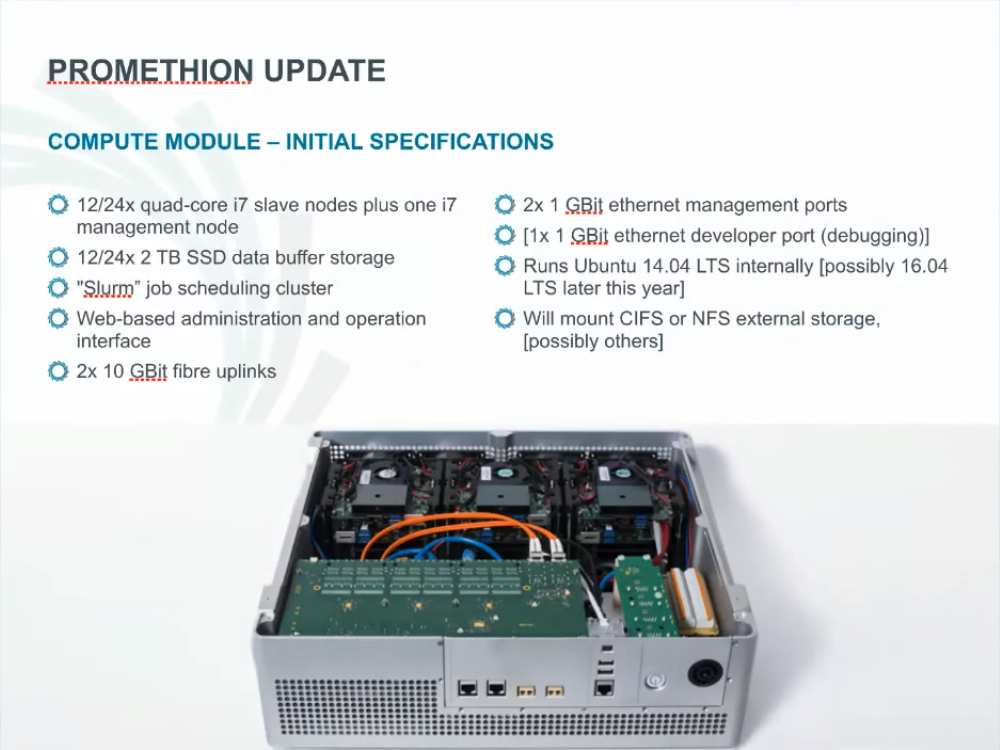 PROMETHION UPDATE
COMPUTE MODULE – INITIAL SPECIFICATIONS
12/24x quad-core i7 slave nodes plus one i7
management node
12/24x 2 TB SSD data buffer storage
"Slurm” job scheduling cluster
Web-based administration and operation
interface
2x 10 GBit fibre uplinks
2x 1 GBit ethernet management ports
[1x 1 GBit ethernet developer port (debugging)]
Runs Ubuntu 14.04 LTS internally [possibly 16.04
LTS later this year]
Will mount CIFS or NFS external storage,
[possibly others]